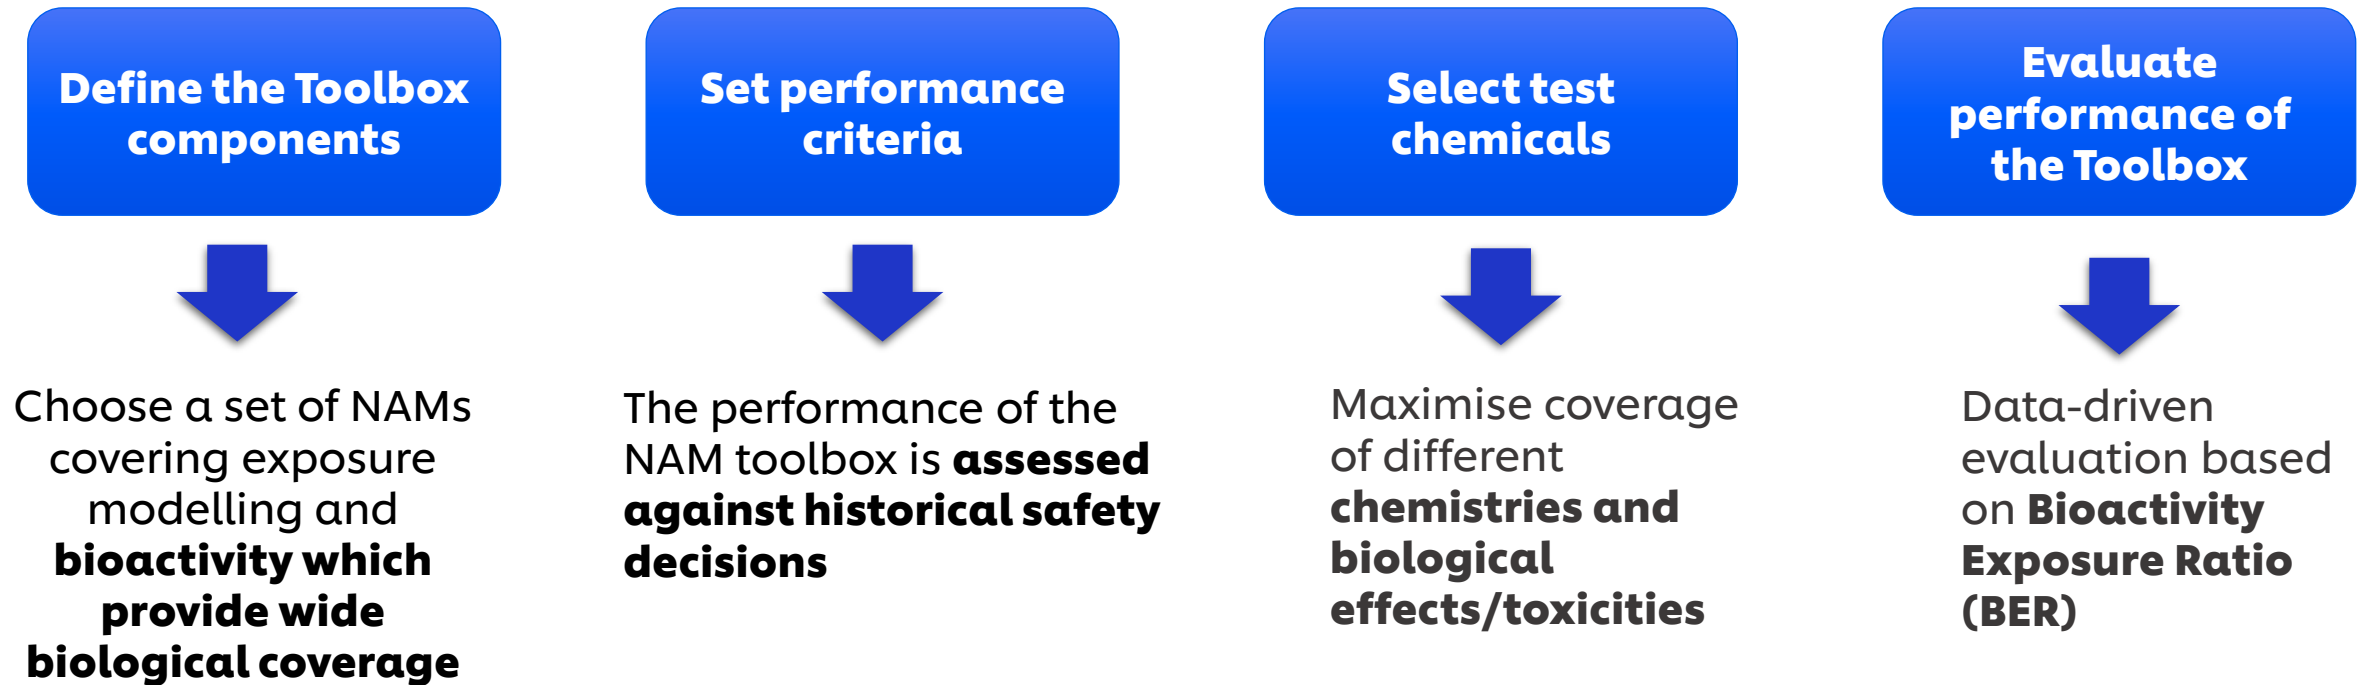 Define the Toolbox
components
Set performance
criteria
Select test
chemicals
Evaluate
performance of
the Toolbox
Choose a set of NAMs
covering exposure
modelling and
bioactivity which
provide wide
biological coverage
The performance of the
NAM toolbox is assessed
against historical safety
decisions
Maximise coverage
of different
chemistries and
biological
effects/toxicities
Data-driven
evaluation based
on Bioactivity
Exposure Ratio
(BER)